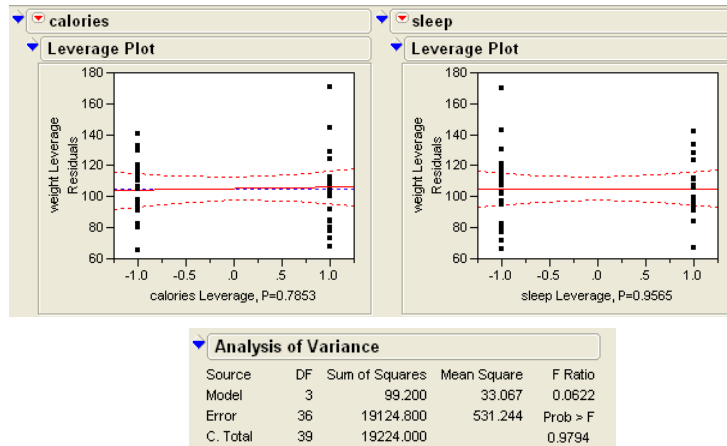 calories
Leverage Plot
180
160
140
120
100
80
60
weight Leverage
Residuals
-1.0 -0.5 .0 .5 1.0
calories Leverage, P=0.7853
sleep
Leverage Plot
180
160
140
120
100
80
60
weight Leverage
Residuals
-1.0 -0.5 .0 .5 1.0
sleep Leverage, P=0.9565
Analysis of Variance
Source DF Sum of Squares Mean Square F Ratio
Model 3 99.200 33.067 0.0622
Error 36 19124.800 531.244 Prob > F
C. Total 39 19224.000 0.9794